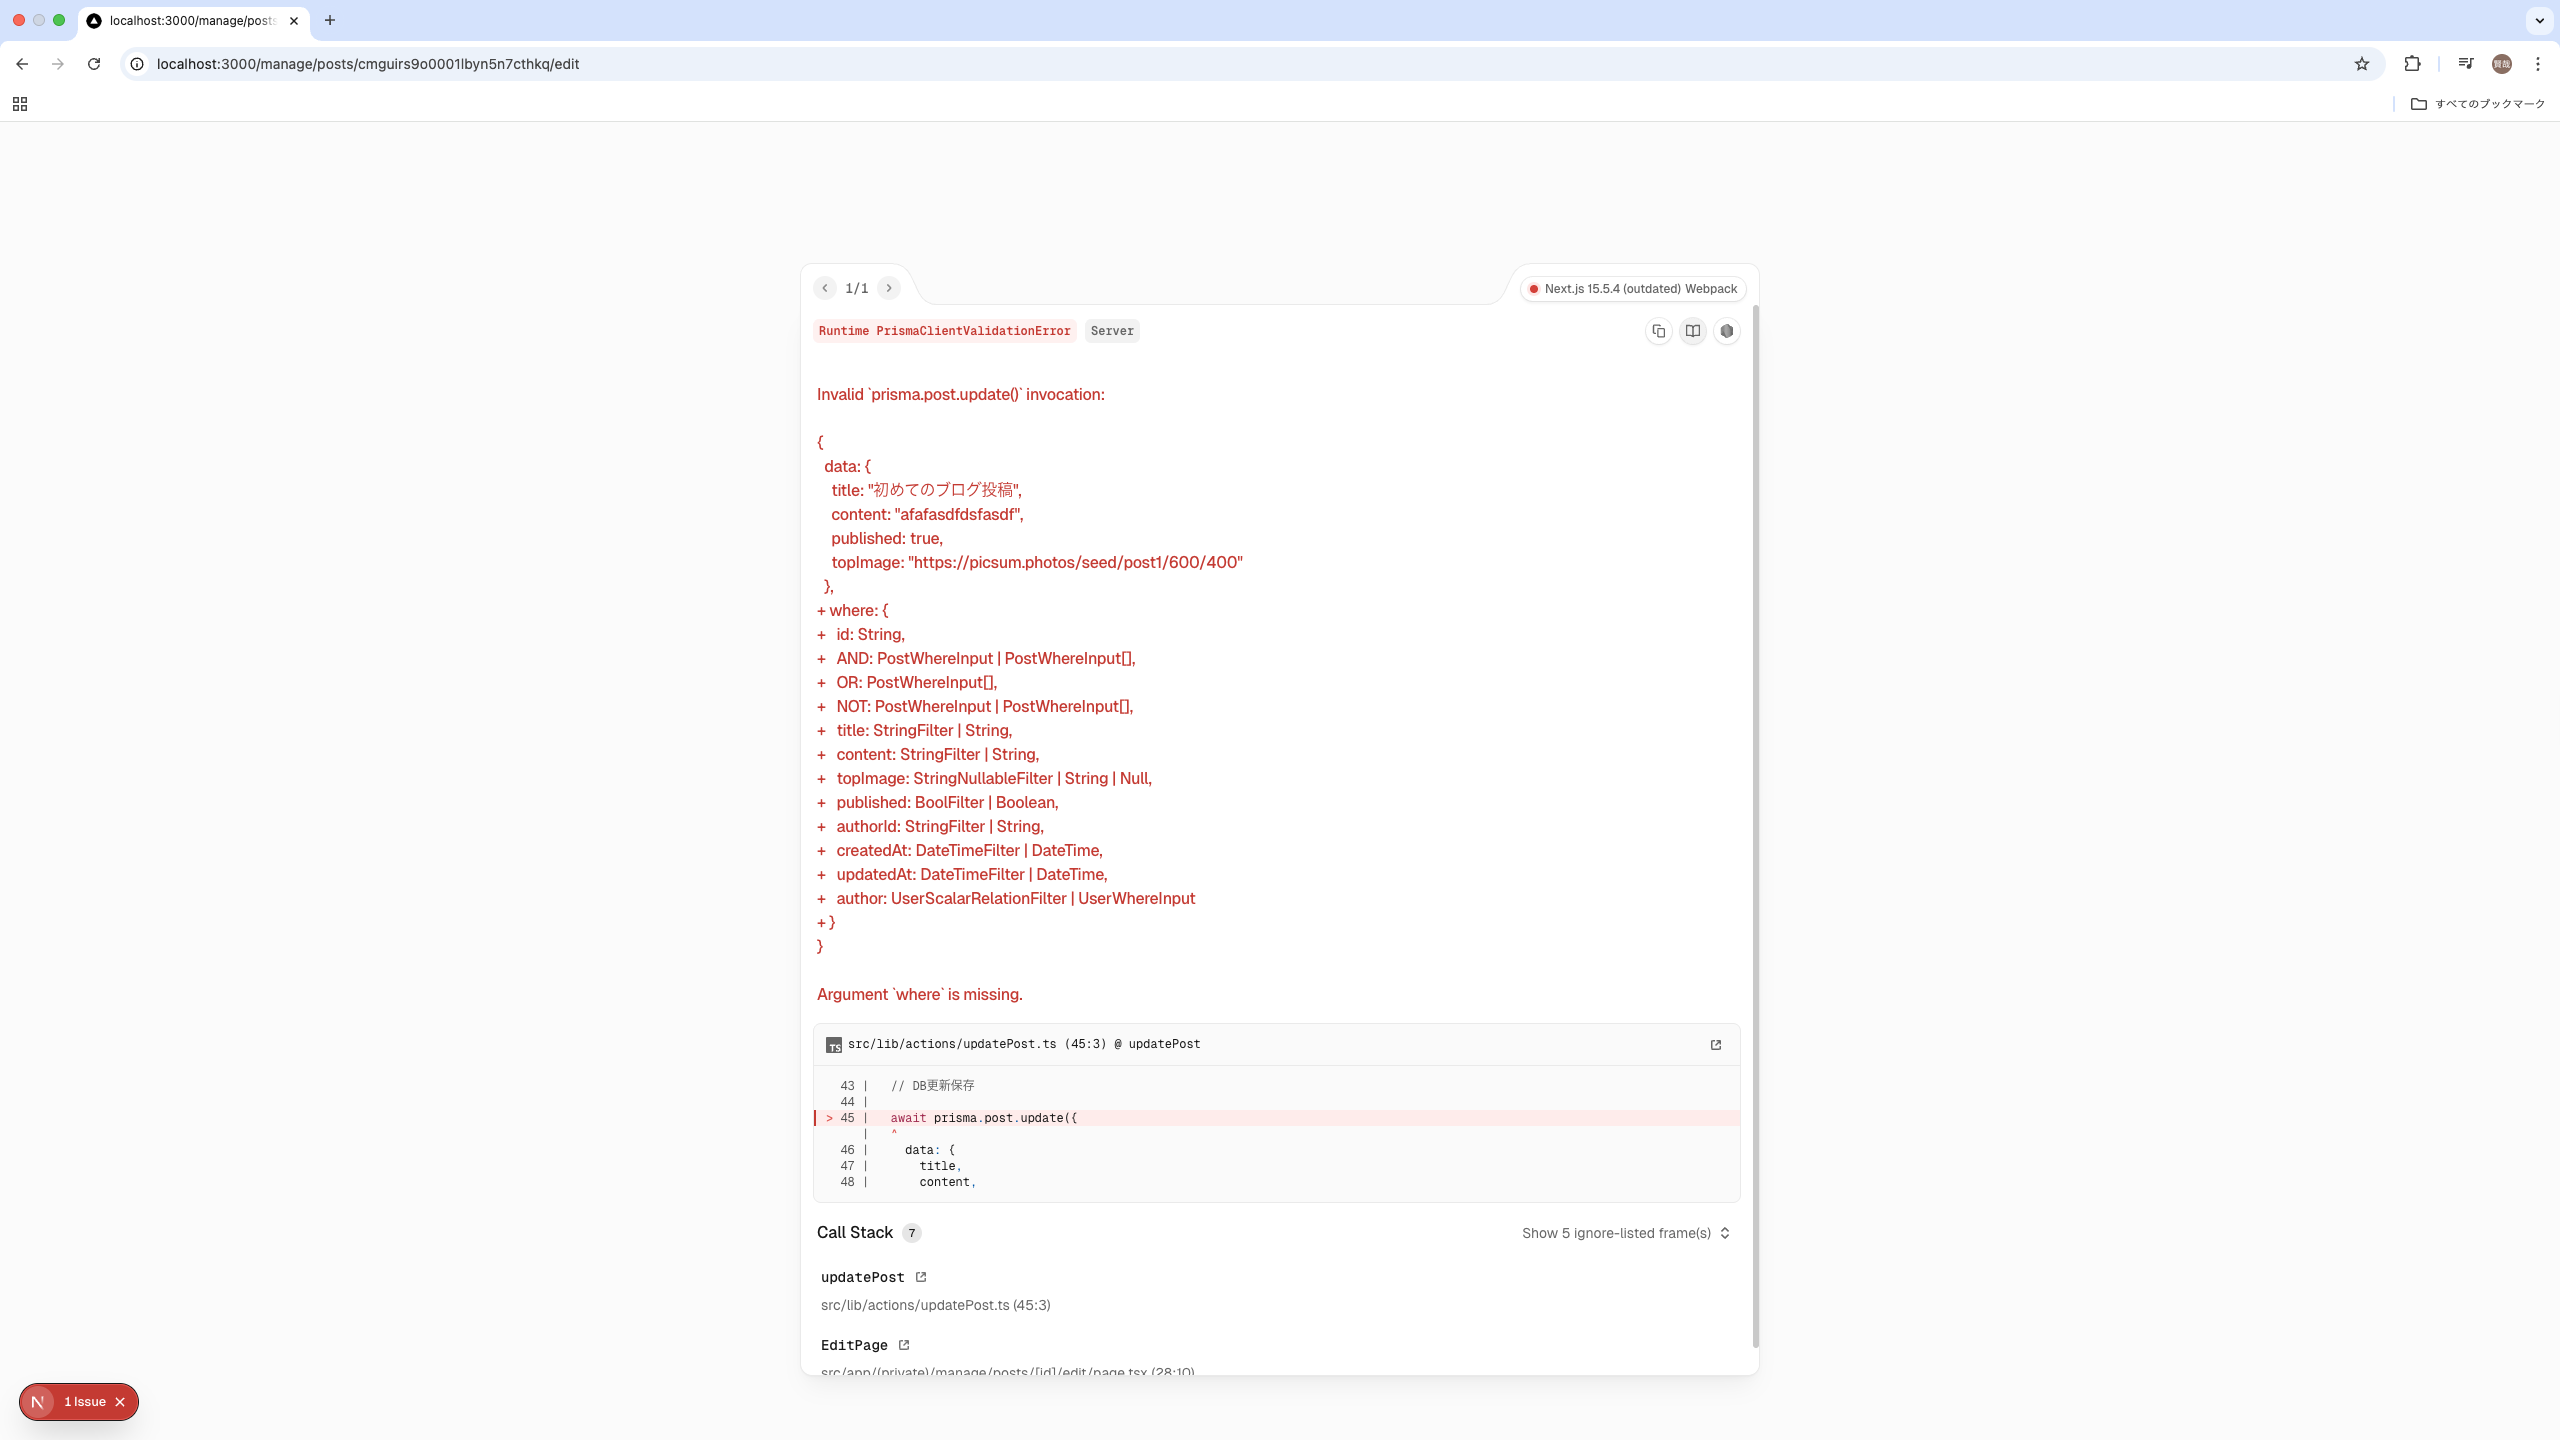 localhost:3000/manage/posts
localhost:3000/manage/posts/cmguirs9o0001lbyn5n7cthkq/edit
賢哉
すべてのブックマーク
1/1
Next.js 15.5.4 (outdated) Webpack
Runtime PrismaClientValidationError
Server
Invalid `prisma.post.update()` invocation:
{
data: {
title: "初めてのブログ投稿",
content: "afafasdfdsfasdf",
published: true,
topImage: "https://picsum.photos/seed/post1/600/400"
},
+ where: {
+ id: String,
+ AND: PostWhereInput | PostWhereInput[],
+ OR: PostWhereInput[],
+ NOT: PostWhereInput | PostWhereInput[],
+ title: StringFilter | String,
+ content: StringFilter | String,
+ topImage: StringNullableFilter | String | Null,
+ published: BoolFilter | Boolean,
+ authorId: StringFilter | String,
+ createdAt: DateTimeFilter | DateTime,
+ updatedAt: DateTimeFilter | DateTime,
+ author: UserScalarRelationFilter | UserWhereInput
+ }
}
Argument `where` is missing.
TS src/lib/actions/updatePost.ts (45:3) @ updatePost
43 | // DB更新保存
44 |
> 45 | await prisma.post.update({
| ^
46 | data: {
47 | title,
48 | content,
Call Stack 7
Show 5 ignore-listed frame(s)
updatePost
src/lib/actions/updatePost.ts (45:3)
EditPage
src/app/(private)/manage/posts/[id]/edit/page.tsx (28:10)
N 1 Issue